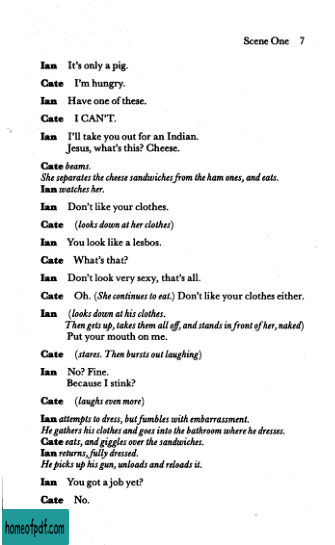 Scene One 7
Ian It's only a pig.
Cate I'm hungry.
Ian Have one of these.
Cate I CAN'T.
Ian I'll take you out for an Indian.
Jesus, what's this? Cheese.
Cate beams.
She separates the cheese sandwiches from the ham ones, and eats.
Ian watches her.
Ian Don't like your clothes.
Cate (looks down at her clothes)
Ian You look like a lesbos.
Cate What's that?
Ian Don't look very sexy, that's all.
Cate Oh. (She continues to eat.) Don't like your clothes either.
Ian (looks down at his clothes.
Then gets up, takes them all off, and stands in front of her, naked)
Put your mouth on me.
Cate (stares. Then bursts out laughing)
Ian No? Fine.
Because I stink?
Cate (laughs even more)
Ian attempts to dress, but fumbles with embarrassment.
He gathers his clothes and goes into the bathroom where he dresses.
Cate eats, and giggles over the sandwiches.
Ian returns, fully dressed.
He picks up his gun, unloads and reloads it.
Ian You got a job yet?
Cate No.
homeofpdf.com